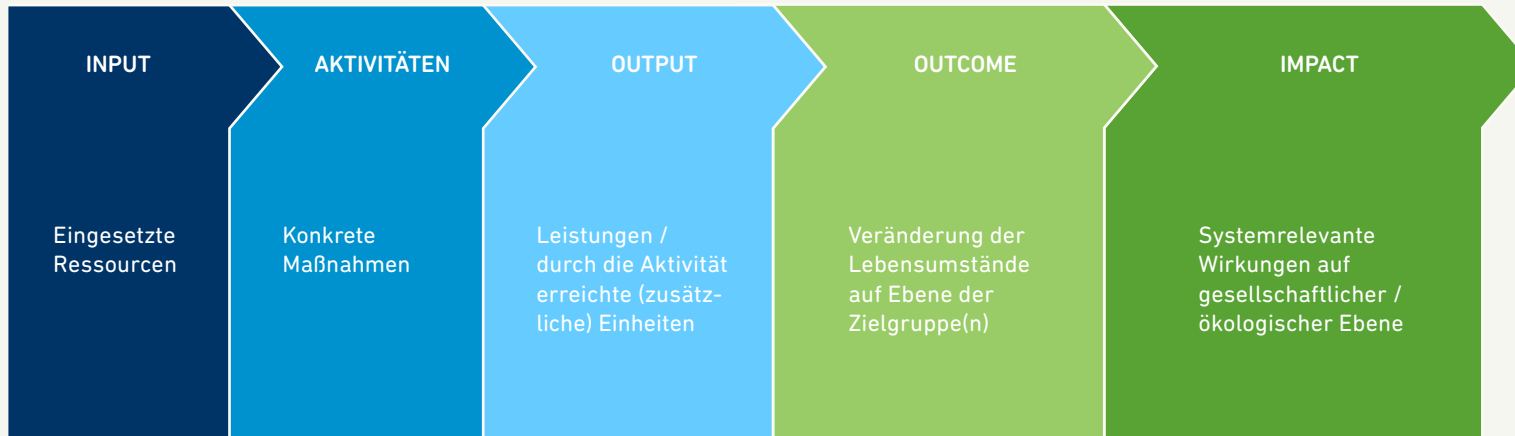 INPUT
Eingesetzte
Ressourcen
AKTIVITÄTEN
Konkrete
Maßnahmen
OUTPUT
Leistungen /
durch die Aktivität
erreichte (zusätz-
liche) Einheiten
OUTCOME
Veränderung der
Lebensumstände
auf Ebene der
Zielgruppe(n)
IMPACT
Systemrelevante
Wirkungen auf
gesellschaftlicher /
ökologischer Ebene